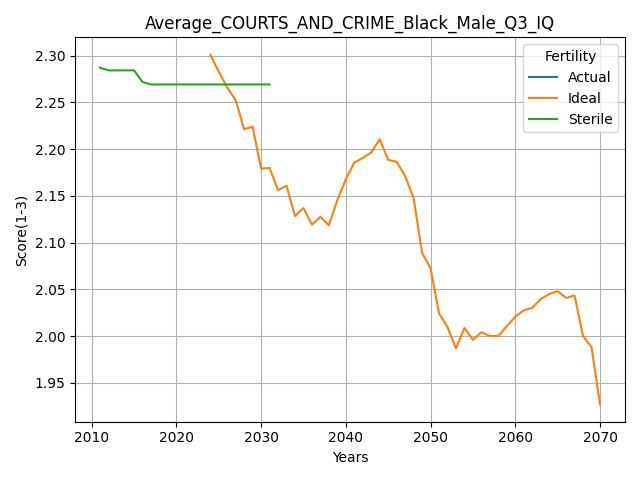 Average_COURTS_AND_CRIME_Black_Male_Q3_IQ
Fertility
Actual
Ideal
Sterile
Score(1-3)
2.30
2.25
2.20
2.15
2.10
2.05
2.00
1.95
2010 2020 2030 2040 2050 2060 2070
Years